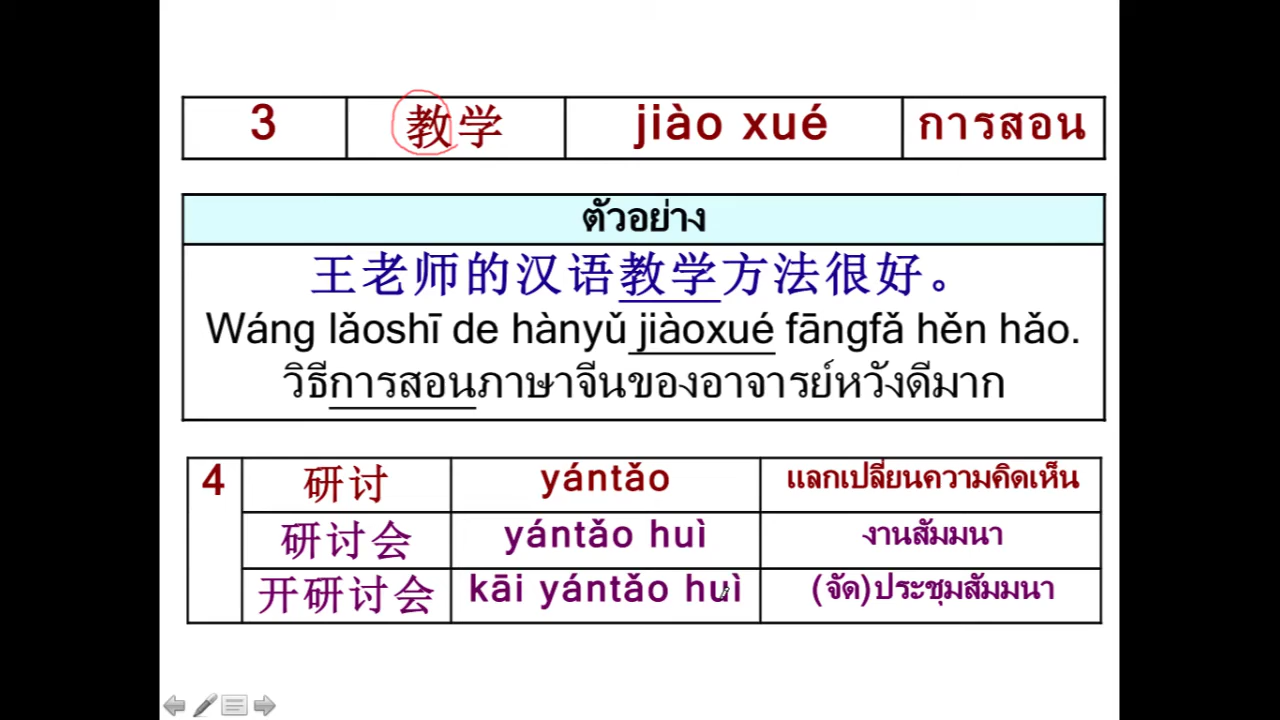 3 教学 jiào xué การสอน
ตัวอย่าง
王老师的汉语教学方法很好。
Wáng lǎoshī de hànyǔ jiàoxué fāngfǎ hěn hǎo.
วิธีการสอนภาษาจีนของอาจารย์หวังดีมาก
4 研讨 yántǎo แลกเปลี่ยนความคิดเห็น
研讨会 yántǎo huì งานสัมมนา
开研讨会 kāi yántǎo huì (จัด)ประชุมสัมมนา